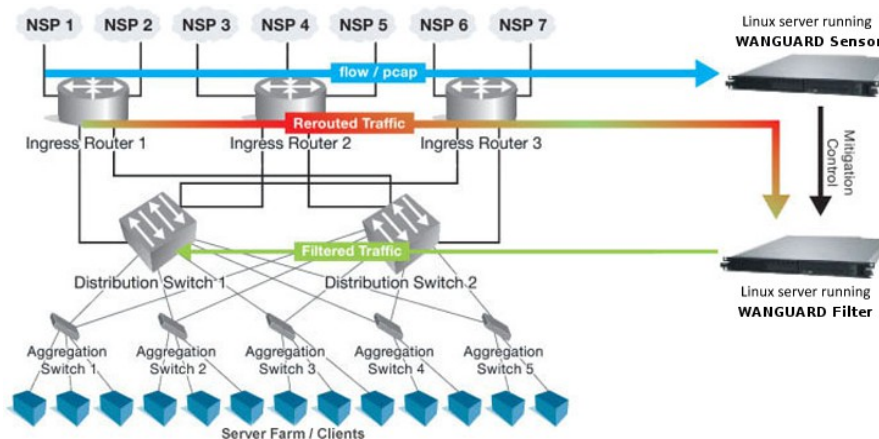 NSP 1
NSP 2
NSP 3
NSP 4
NSP 5
NSP 6
NSP 7
Linux server running
WANGUARD Sensor
flow / pcap
Rerouted Traffic
Ingress Router 1
Ingress Router 2
Ingress Router 3
Mitigation
Control
Filtered Traffic
Distribution Switch 1
Distribution Switch 2
Linux server running
WANGUARD Filter
Aggregation
Switch 1
Aggregation
Switch 2
Aggregation
Switch 3
Aggregation
Switch 4
Aggregation
Switch 5
Server Farm / Clients